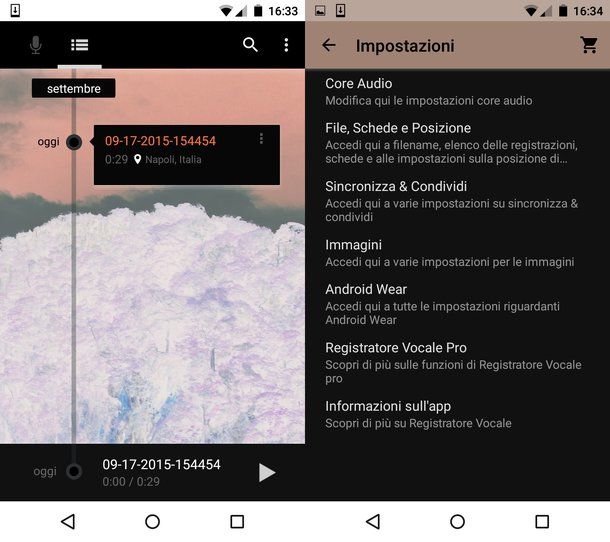 16:33
settembre
oggi
09-17-2015-154454
0:29 Napoli, Italia
oggi
09-17-2015-154454
0:00 / 0:29
16:34
Impostazioni
Core Audio
Modifica qui le impostazioni core audio
File, Schede e Posizione
Accedi qui a filename, elenco delle registrazioni,
schede e alle impostazioni sulla posizione di...
Sincronizza & Condividi
Accedi qui a varie impostazioni su sincronizza &
condividi
Immagini
Accedi qui a varie impostazioni per le immagini
Android Wear
Accedi qui a tutte le impostazioni riguardanti
Android Wear
Registratore Vocale Pro
Scopri di più sulle funzioni di Registratore Vocale
pro
Informazioni sull'app
Scopri di più su Registratore Vocale